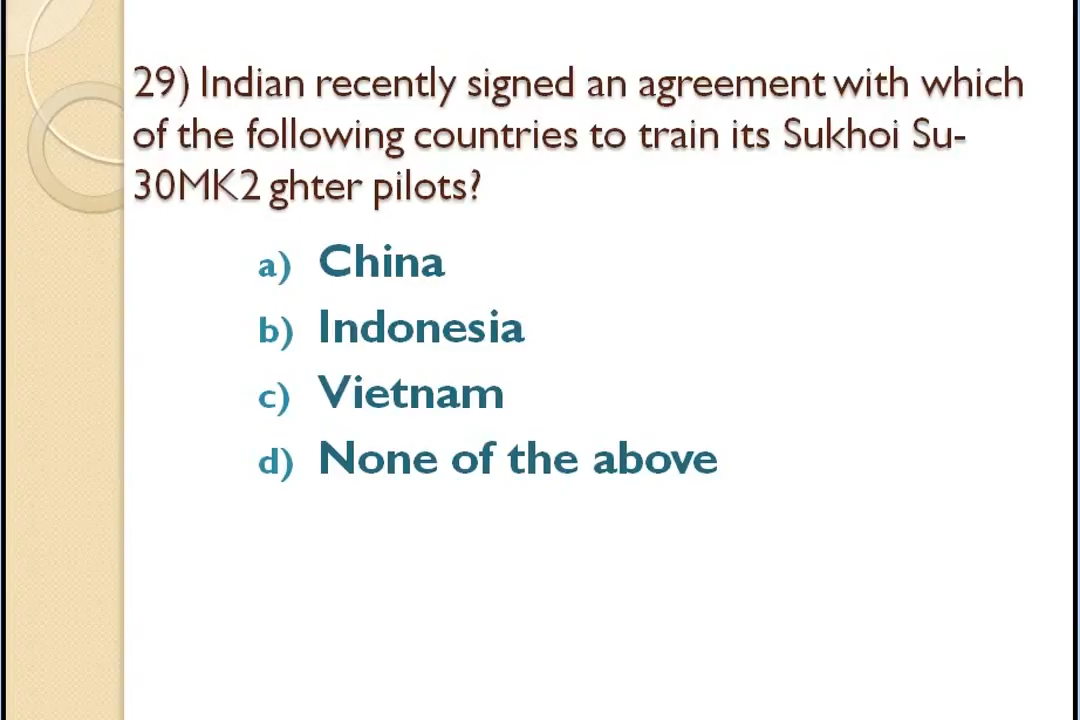 29) Indian recently signed an agreement with which
of the following countries to train its Sukhoi Su-
30MK2 ghter pilots?
a) China
b) Indonesia
c) Vietnam
d) None of the above